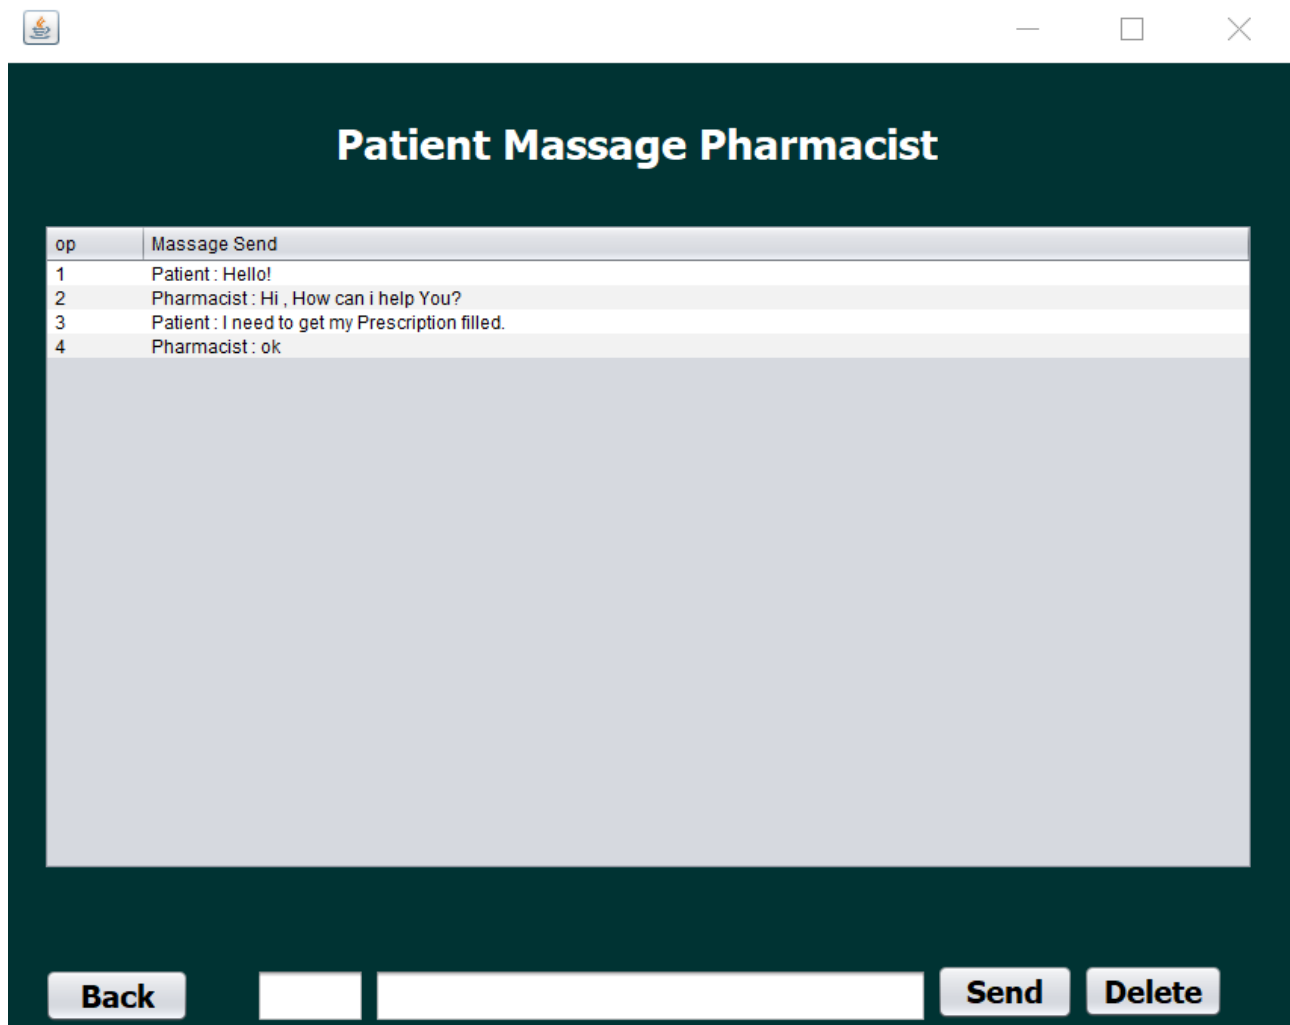 Patient Massage Pharmacist
op Massage Send
1 Patient : Hello!
2 Pharmacist : Hi , How can i help You?
3 Patient : I need to get my Prescription filled.
4 Pharmacist : ok
Back Send Delete